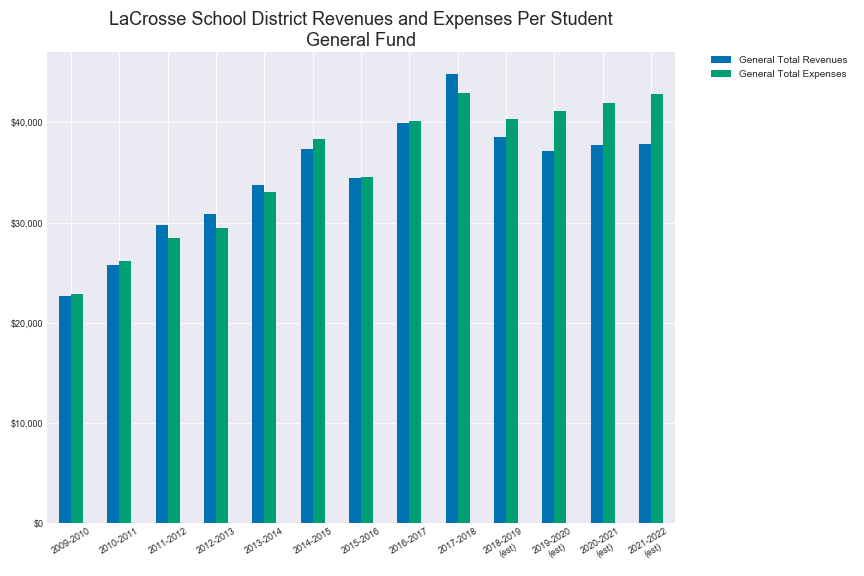 LaCrosse School District Revenues and Expenses Per Student
General Fund
General Total Revenues
General Total Expenses
$40,000
$30,000
$20,000
$10,000
$0
2009-2010
2010-2011
2011-2012
2012-2013
2013-2014
2014-2015
2015-2016
2016-2017
2017-2018
2018-2019
(est)
2019-2020
(est)
2020-2021
(est)
2021-2022
(est)